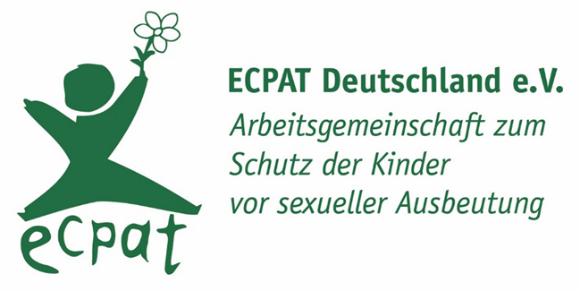 ECPAT Deutschland e.V.
Arbeitsgemeinschaft zum
Schutz der Kinder
vor sexueller Ausbeutung
ecpat